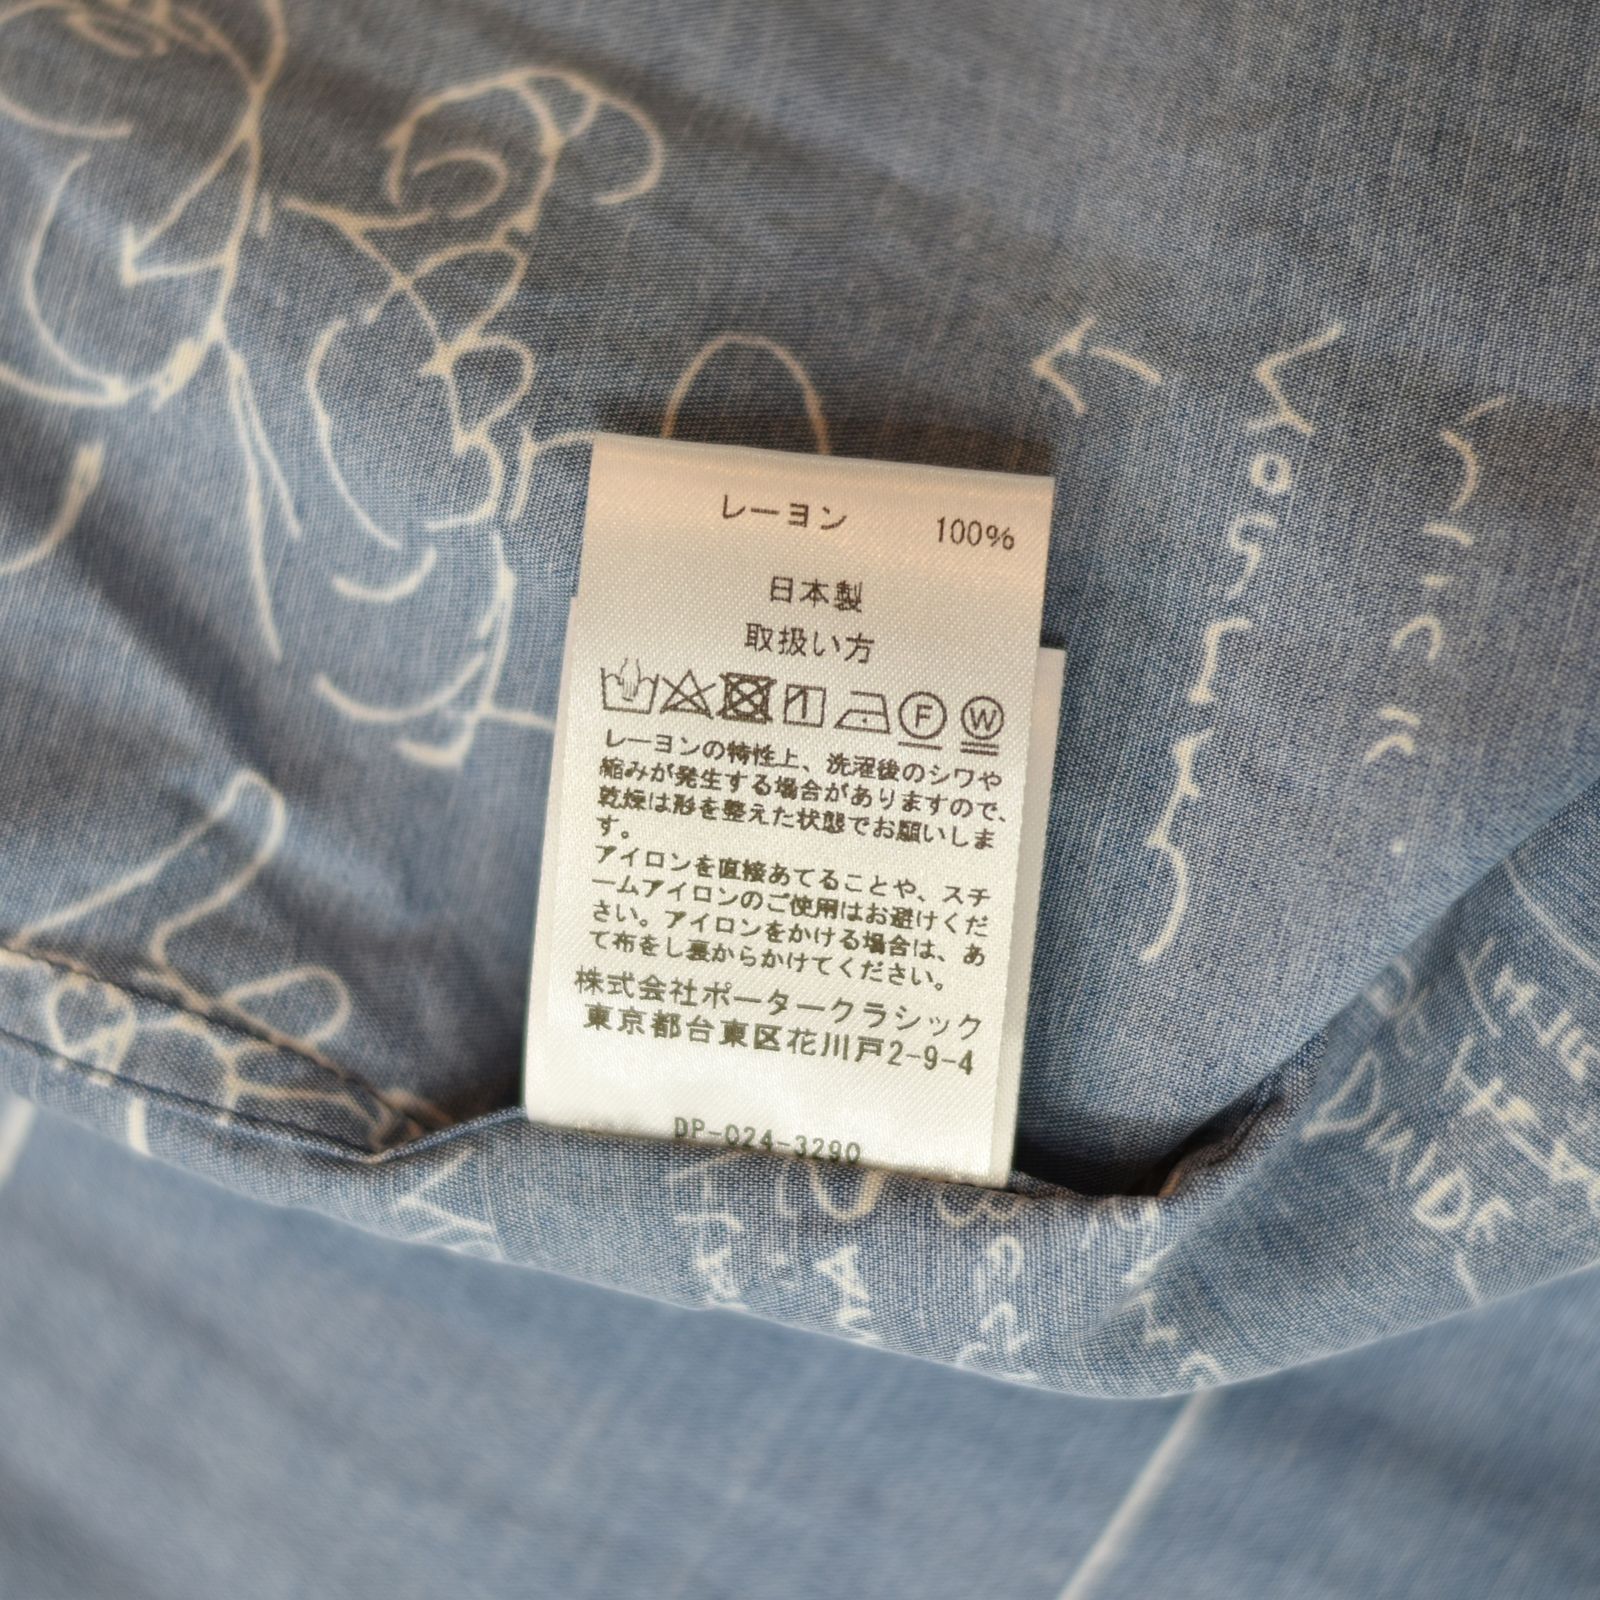 レーヨン 100%
日本製
取扱い方
F W
レーヨンの特性上、洗濯後のシワや
縮みが発生する場合がありますので、
乾燥は形を整えた状態でお願いしま
す。
アイロンを直接あてることや、スチ
ームアイロンのご使用はお避けくだ
さい。アイロンをかける場合は、あ
て布をし裏からかけてください。
株式会社ポータークラシック
東京都台東区花川戸2-9-4
DP-024-3290